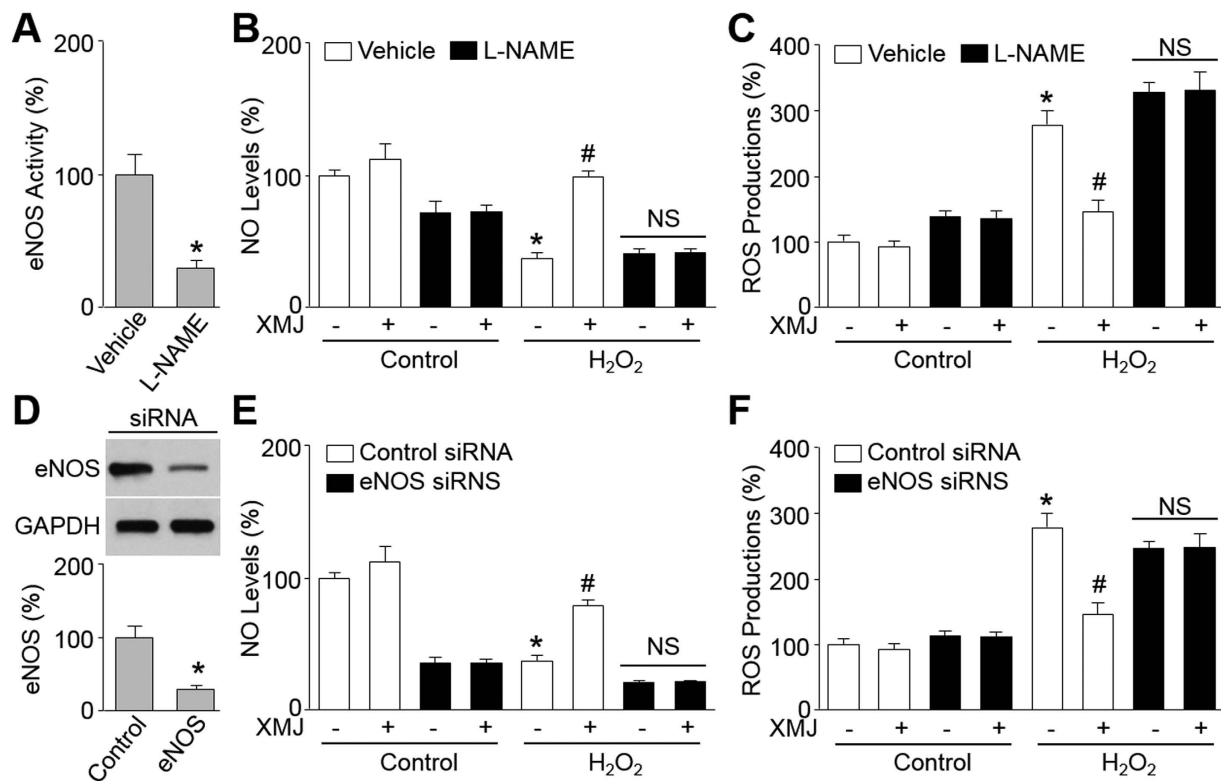 A
200
100
0
eNOS Activity (%)
Vehicle
L-NAME
*
B
200
100
0
NO Levels (%)
Vehicle L-NAME
*
#
NS
XMJ - + - + - + - +
Control H₂O₂
C
400
300
200
100
0
ROS Productions (%)
Vehicle L-NAME
*
#
NS
XMJ - + - + - + - +
Control H₂O₂
D
siRNA
eNOS
GAPDH
200
100
0
eNOS (%)
*
Control
eNOS
E
200
100
0
NO Levels (%)
Control siRNA
eNOS siRNS
*
#
NS
XMJ - + - + - + - +
Control H₂O₂
F
400
300
200
100
0
ROS Productions (%)
Control siRNA
eNOS siRNS
*
#
NS
XMJ - + - + - + - +
Control H₂O₂